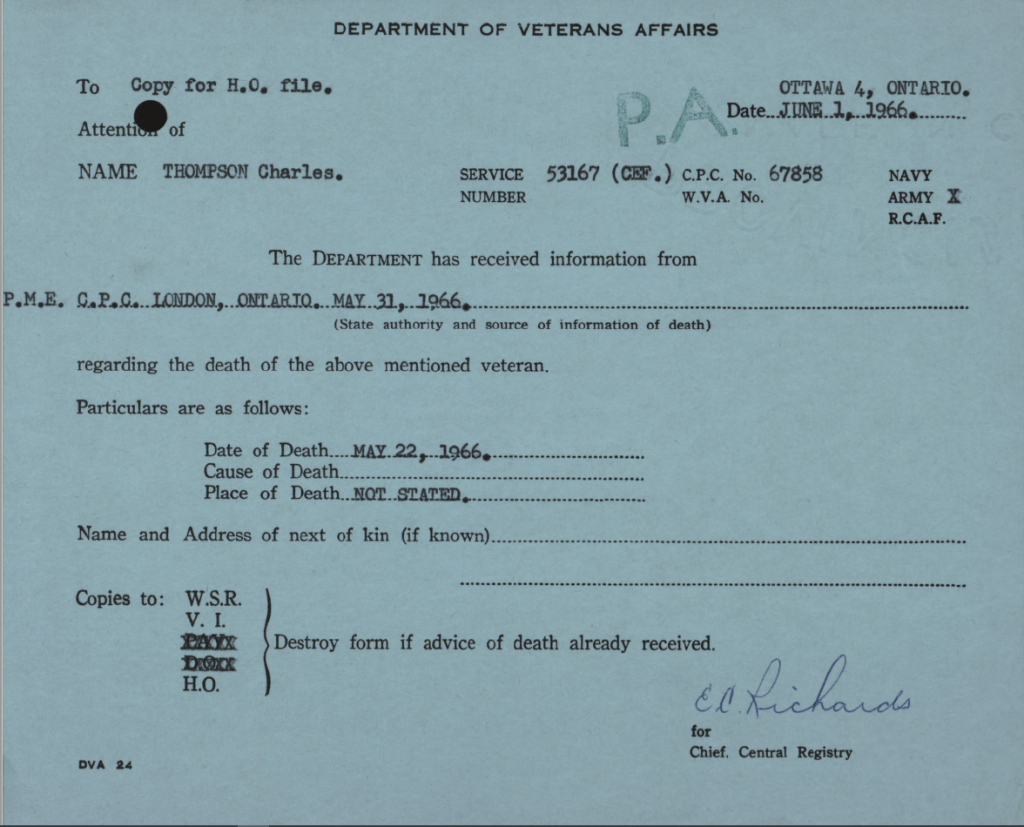 DEPARTMENT OF VETERANS AFFAIRS
To Copy for H.O. file.
OTTAWA 4, ONTARIO.
P.A.
Date JUNE 1, 1966.
Attention of
NAME THOMPSON Charles. SERVICE 53167 (CEF.) C.P.C. No. 67858 NAVY
NUMBER W.V.A. No. ARMY X
R.C.A.F.
The DEPARTMENT has received information from
P.M.E. C.P.C. LONDON, ONTARIO. MAY 31, 1966.
(State authority and source of information of death)
regarding the death of the above mentioned veteran.
Particulars are as follows:
Date of Death MAY 22, 1966.
Cause of Death
Place of Death NOT STATED.
Name and Address of next of kin (if known)
Copies to: W.S.R.
V. I.
Destroy form if advice of death already received.
H.O.
E.C. Richards
for
Chief, Central Registry
DVA 24